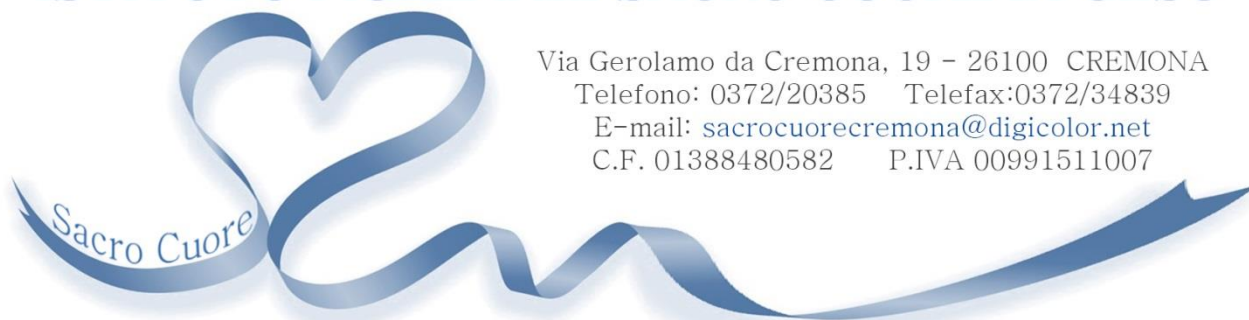 Via Gerolamo da Cremona, 19 – 26100 CREMONA
Telefono: 0372/20385 Telefax:0372/34839
E-mail: sacrocuorecremona@digicolor.net
C.F. 01388480582 P.IVA 00991511007
Sacro Cuore